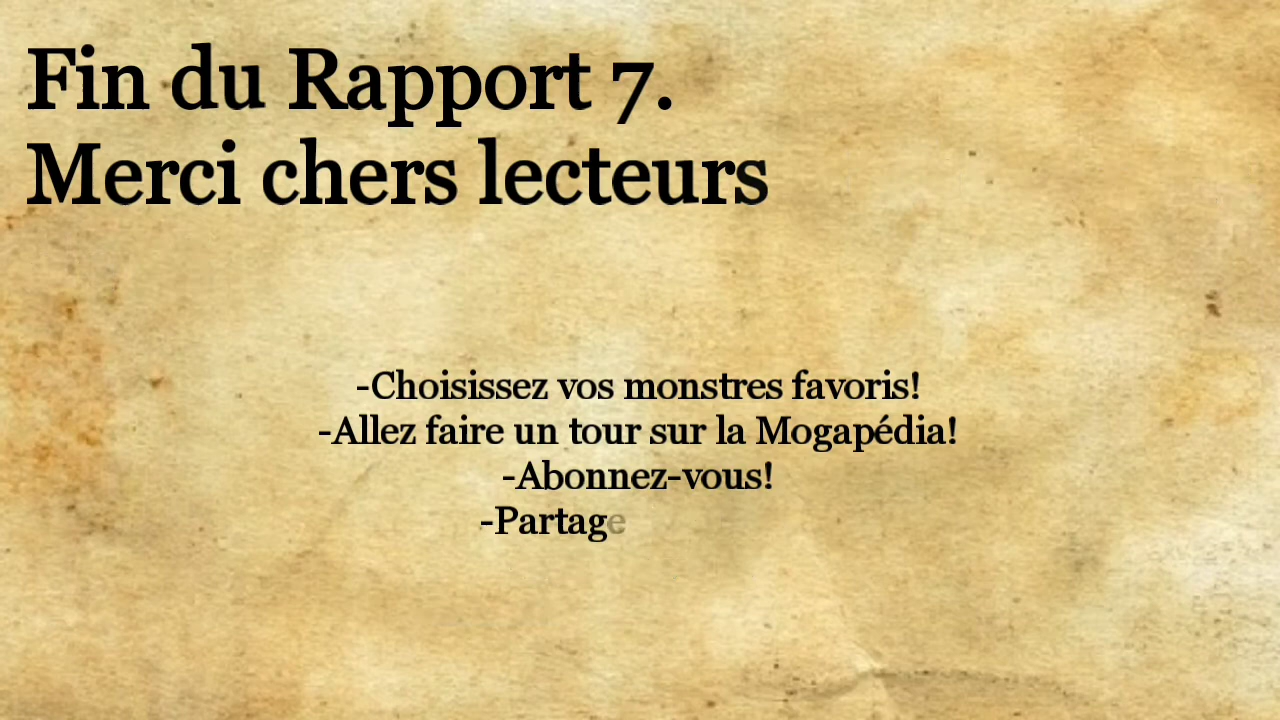 Fin du Rapport 7.
Merci chers lecteurs
-Choisissez vos monstres favoris!
-Allez faire un tour sur la Mogapédia!
-Abonnez-vous!
-Partage